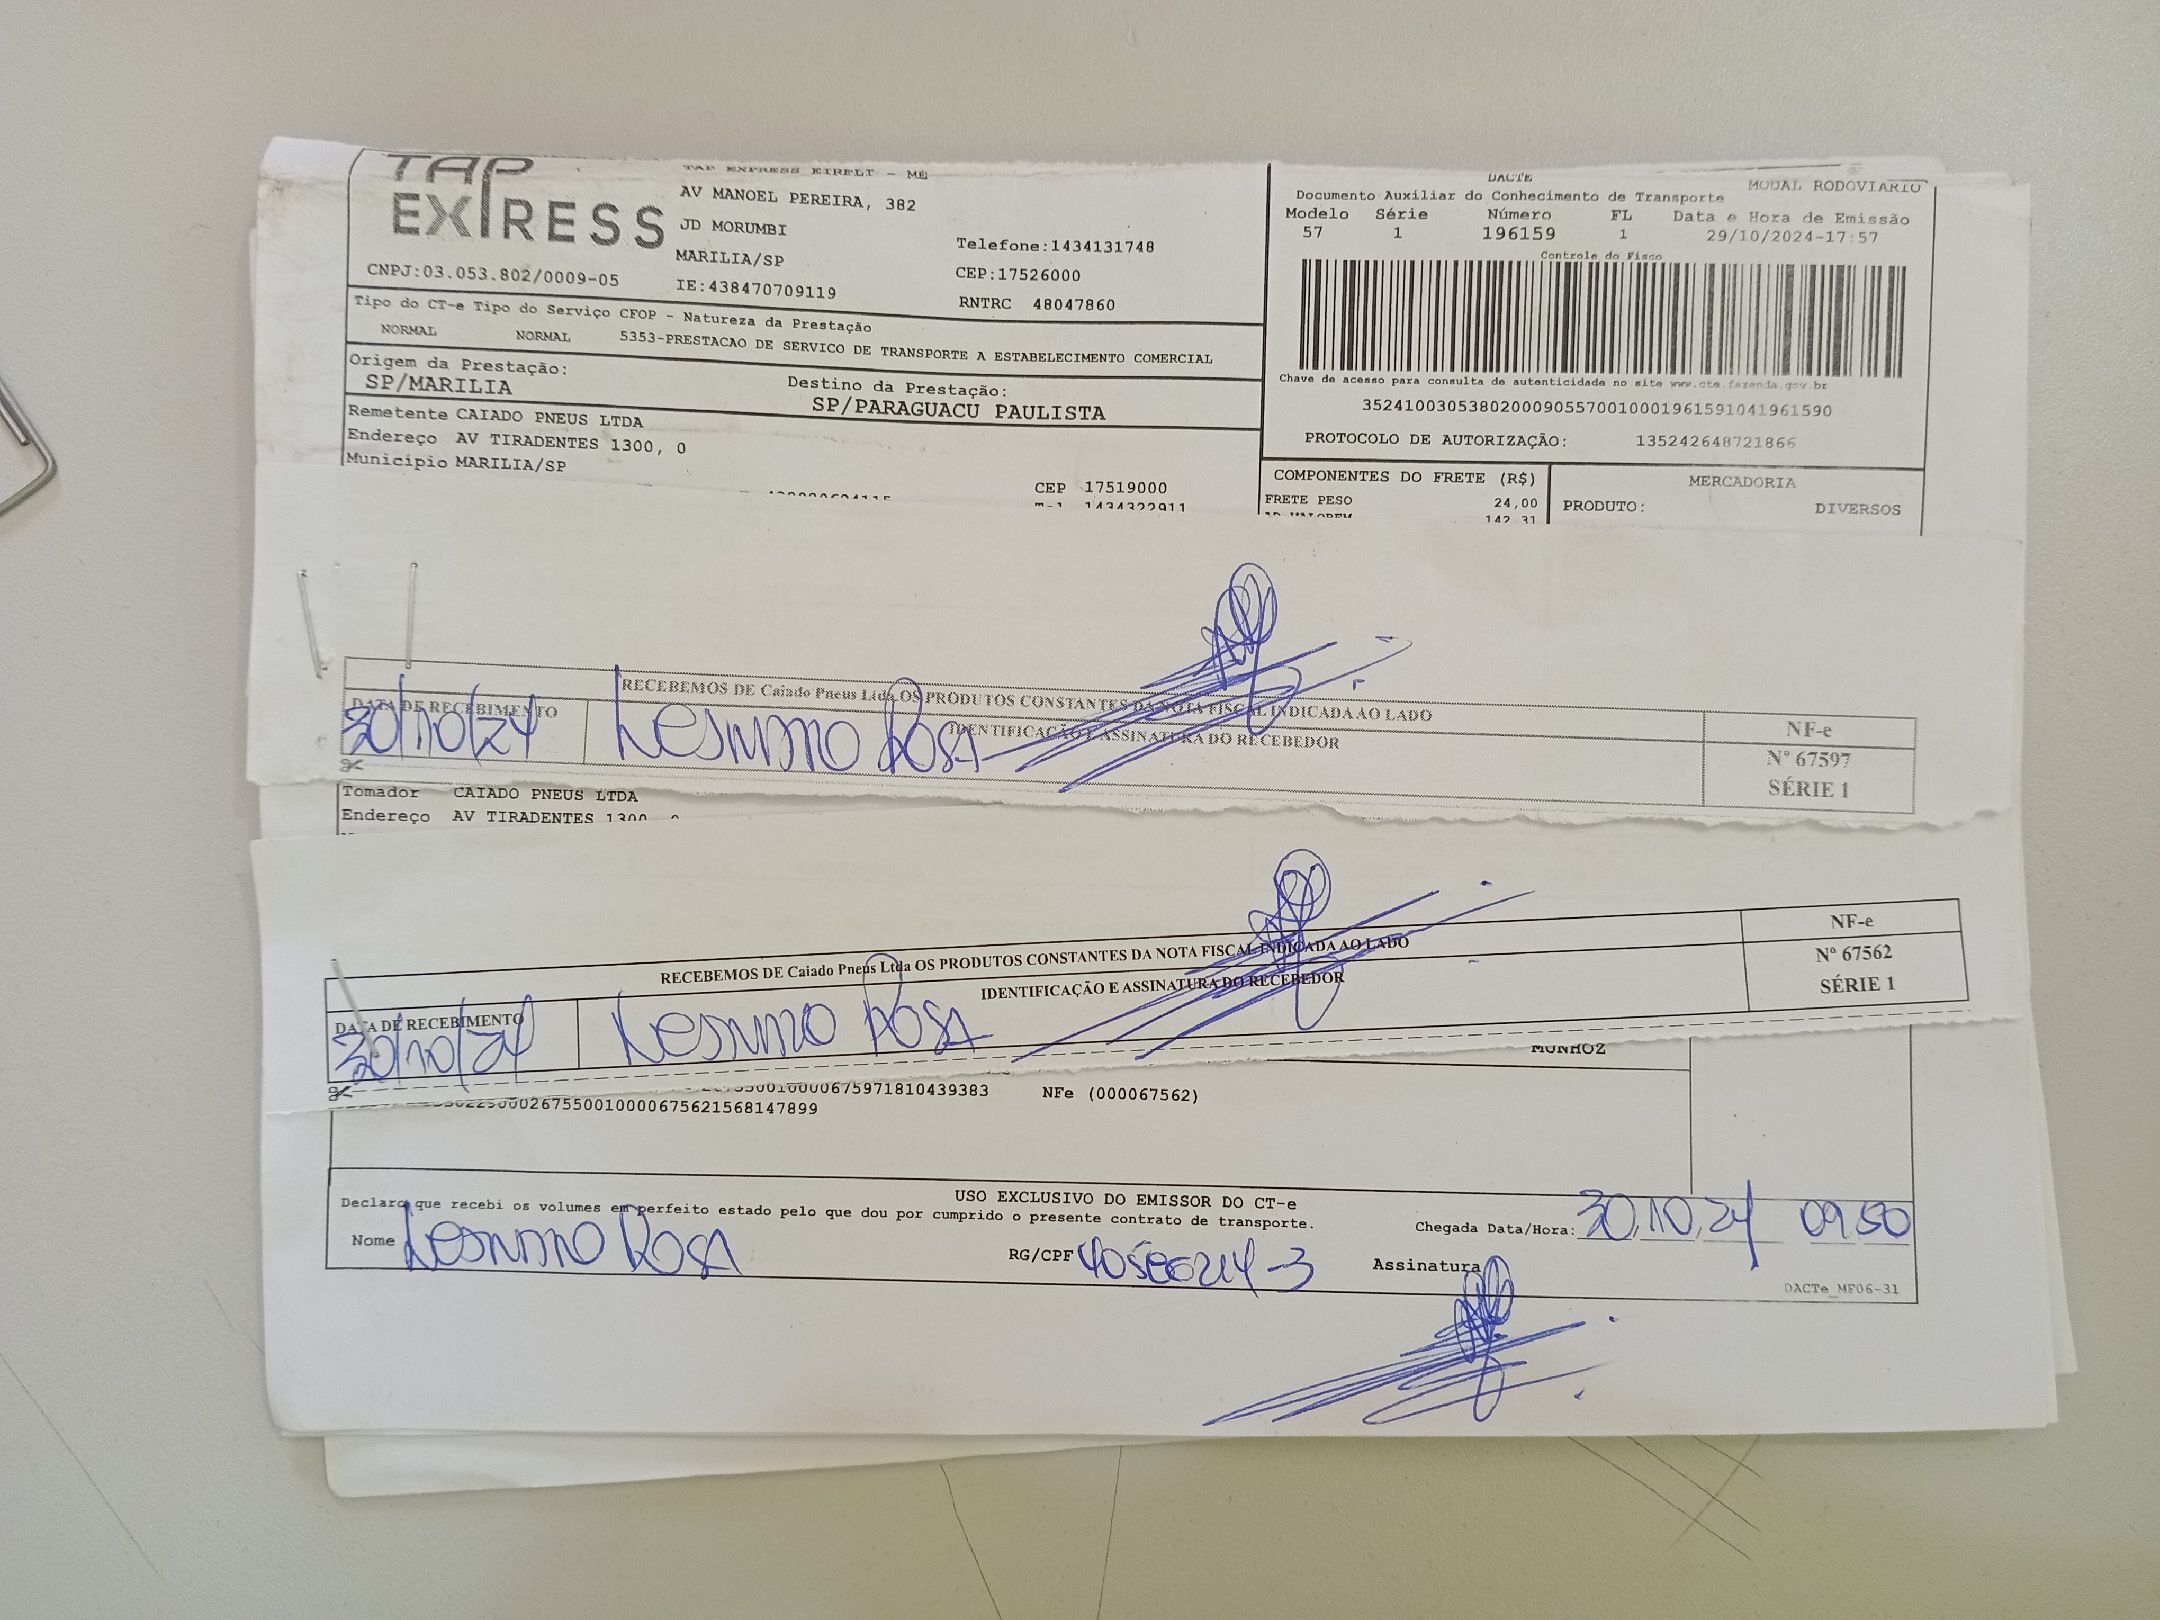 TAP
EXPRESS
TAP EXPRESS EIRELI - ME
AV MANOEL PEREIRA, 382
JD MORUMBI
MARILIA/SP
IE:438470709119
CNPJ:03.053.802/0009-05
Telefone:1434131748
CEP:17526000
RNTRC 48047860
DACTE
MODAL RODOVIARIO
Documento Auxiliar do Conhecimento de Transporte
Modelo Série Número FL Data e Hora de Emissão
57 1 196159 1 29/10/2024-17:57
Controle do Fisco
Chave de acesso para consulta de autenticidade no site www.cte.fazenda.gov.br
35241003053802000905570010001961591041961590
PROTOCOLO DE AUTORIZAÇÃO: 135242648721866
Tipo do CT-e Tipo do Serviço CFOP - Natureza da Prestação
NORMAL NORMAL 5353-PRESTACAO DE SERVICO DE TRANSPORTE A ESTABELECIMENTO COMERCIAL
Origem da Prestação:
SP/MARILIA
Destino da Prestação:
SP/PARAGUACU PAULISTA
Remetente CAIADO PNEUS LTDA
Endereço AV TIRADENTES 1300, 0
Município MARILIA/SP
CEP 17519000
1434322911
COMPONENTES DO FRETE (R$)
FRETE PESO 24,00
142,31
MERCADORIA
PRODUTO: DIVERSOS
RECEBEMOS DE Caiado Pneus Ltda OS PRODUTOS CONSTANTES DA NOTA FISCAL INDICADA AO LADO
DATA DE RECEBIMENTO
IDENTIFICAÇÃO E ASSINATURA DO RECEBEDOR
30/10/24
Rosa
NF-e
Nº 67597
SÉRIE 1
Tomador CAIADO PNEUS LTDA
Endereço AV TIRADENTES 1300
RECEBEMOS DE Caiado Pneus Ltda OS PRODUTOS CONSTANTES DA NOTA FISCAL INDICADA AO LADO
DATA DE RECEBIMENTO
IDENTIFICAÇÃO E ASSINATURA DO RECEBEDOR
30/10/24
Rosa
NF-e
Nº 67562
SÉRIE 1
MUNHOZ
NFe (000067562)
USO EXCLUSIVO DO EMISSOR DO CT-e
Declaro que recebi os volumes em perfeito estado pelo que dou por cumprido o presente contrato de transporte.
Nome Rosa
RG/CPF
Chegada Data/Hora: 30,10,24 09:50
Assinatura
DACTe_MF06-31